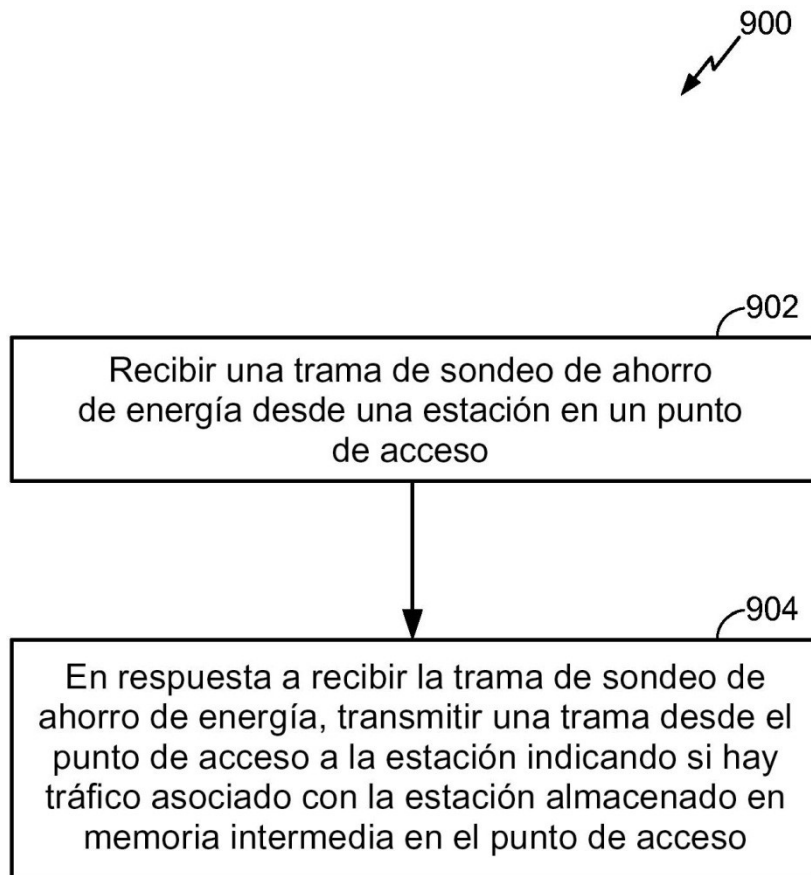 900
902
Recibir una trama de sondeo de ahorro
de energía desde una estación en un punto
de acceso
904
En respuesta a recibir la trama de sondeo de
ahorro de energía, transmitir una trama desde el
punto de acceso a la estación indicando si hay
tráfico asociado con la estación almacenado en
memoria intermedia en el punto de acceso